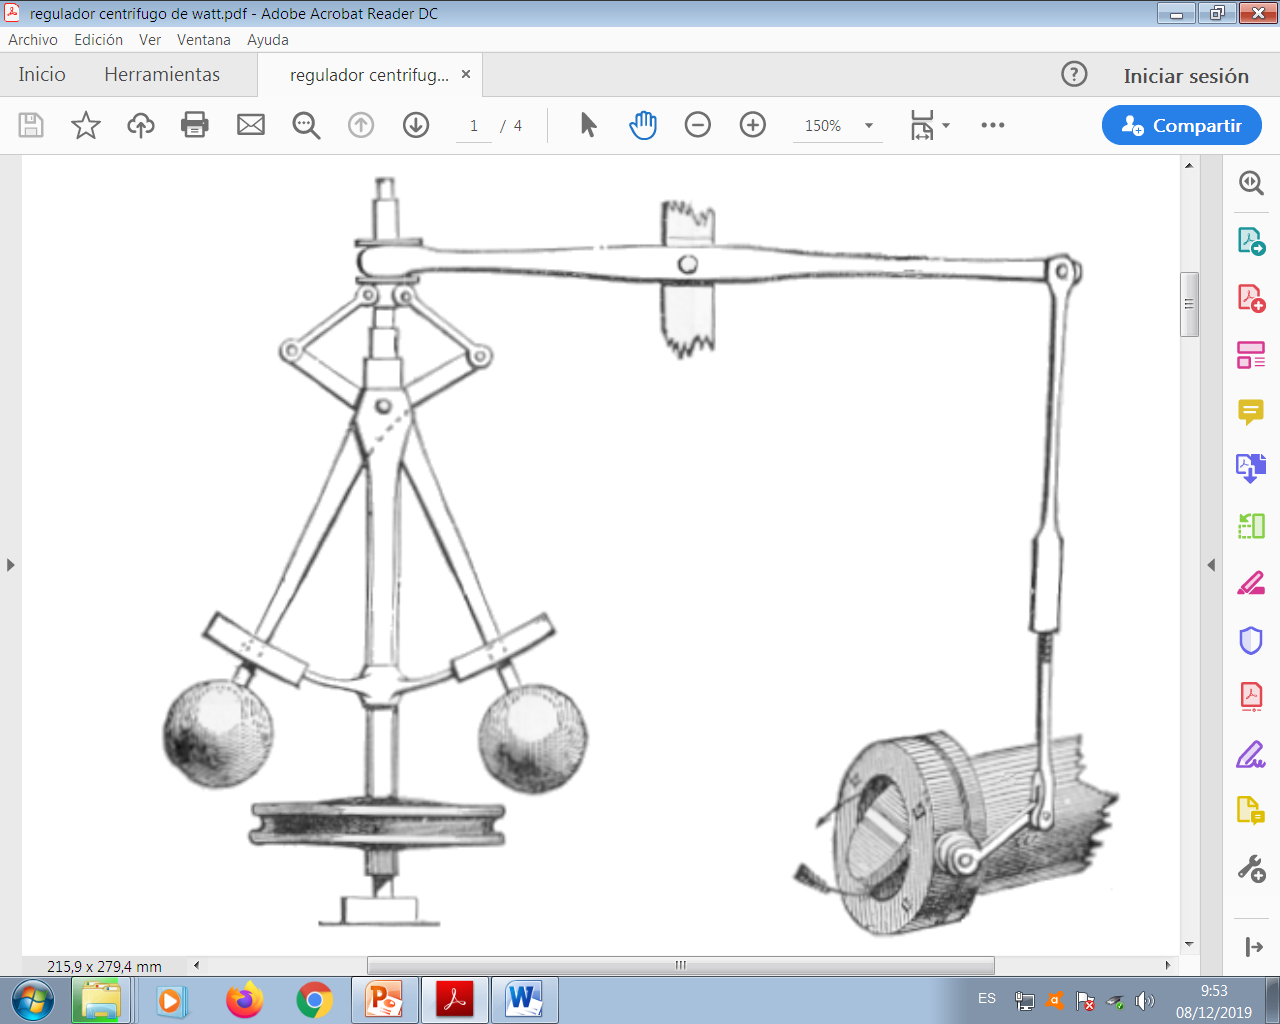 regulador centrifugo de watt.pdf - Adobe Acrobat Reader DC
Archivo Edición Ver Ventana Ayuda
Inicio Herramientas regulador centrifug... × ? Iniciar sesión
1 / 4 150% Compartir
215,9 x 279,4 mm
ES 9:53
08/12/2019